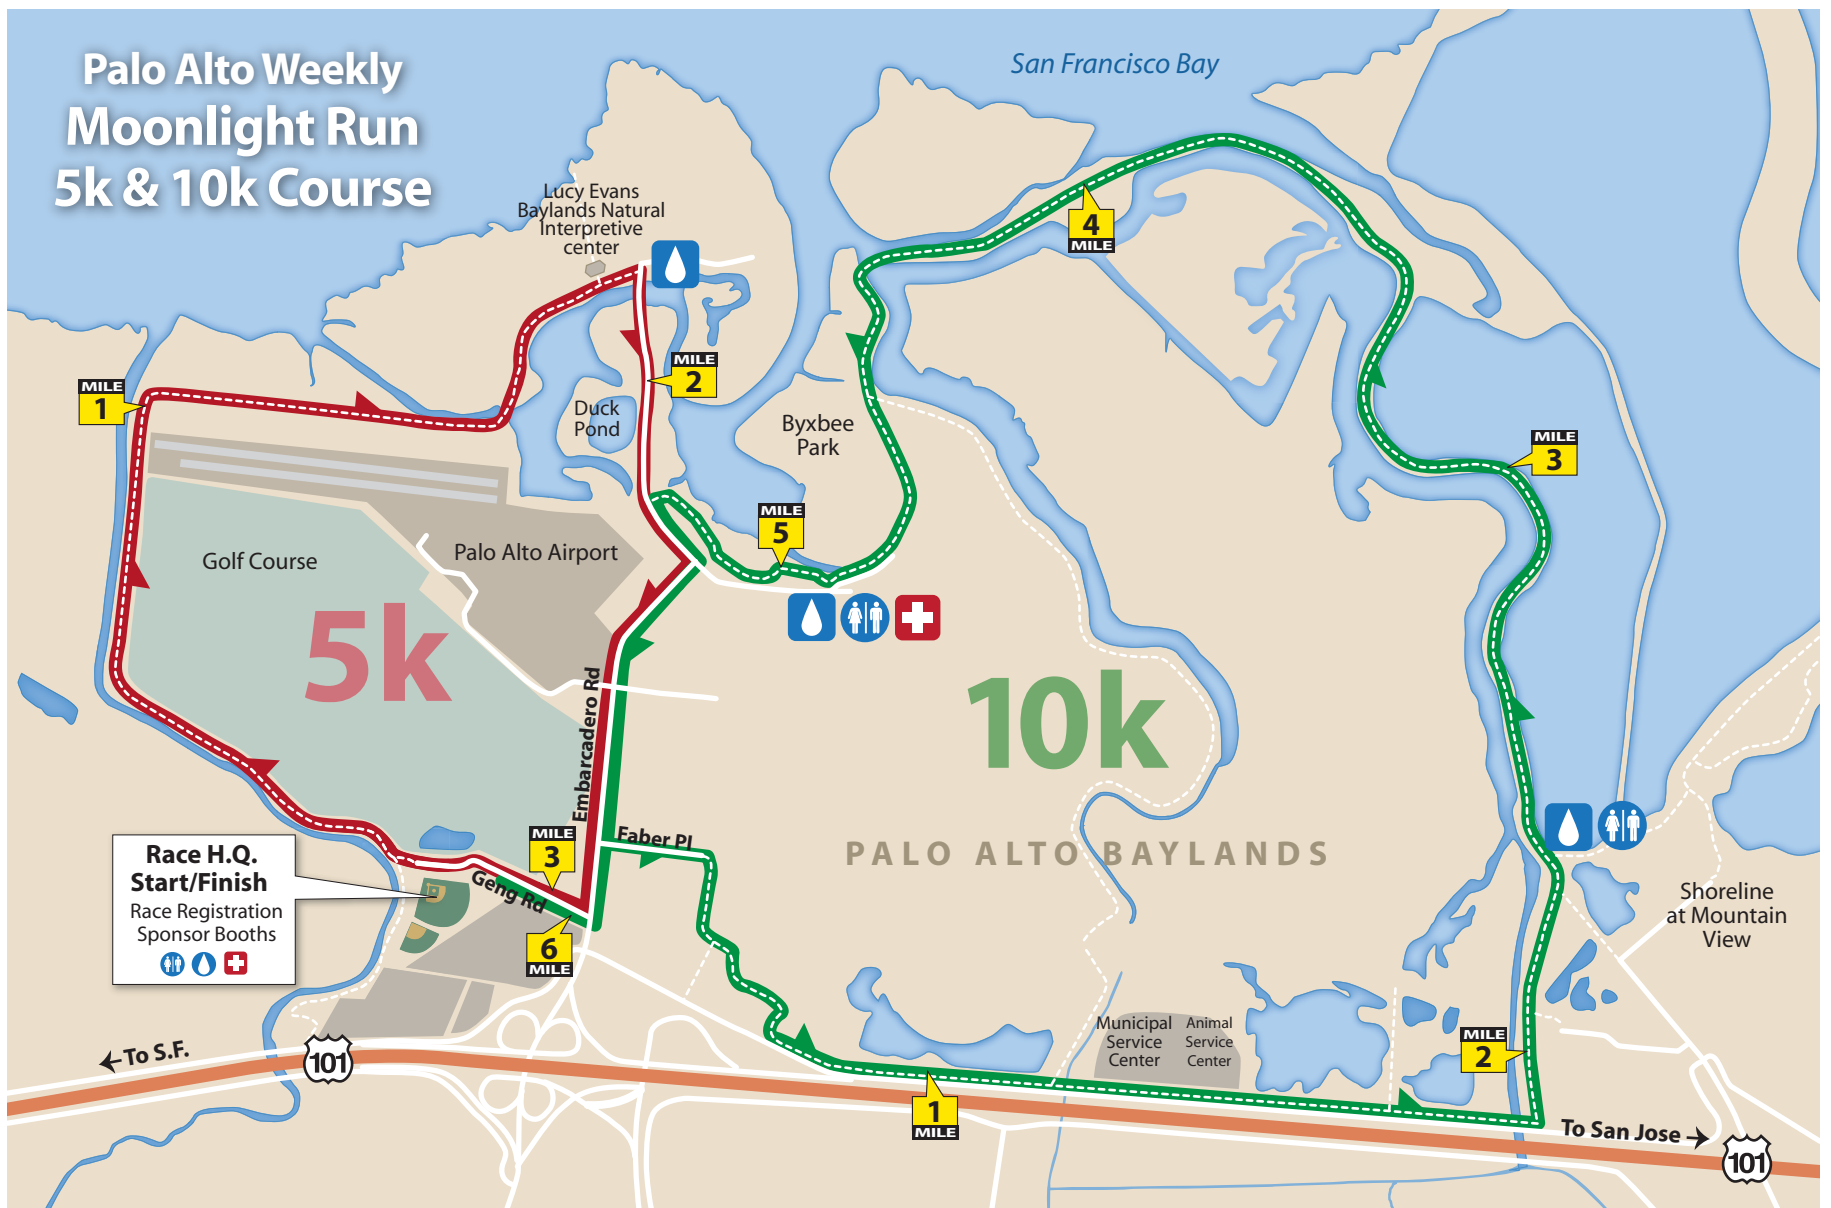 Palo Alto Weekly
Moonlight Run
5k & 10k Course
San Francisco Bay
Lucy Evans
Baylands Natural
Interpretive
center
4
MILE
MILE
2
MILE
1
Duck
Pond
Byxbee
Park
MILE
3
MILE
5
Golf Course
Palo Alto Airport
5k
10k
Embarcadero Rd
MILE
3
Faber Pl
PALO ALTO BAYLANDS
Race H.Q.
Start/Finish
Race Registration
Sponsor Booths
Geng Rd
6
MILE
Shoreline
at Mountain
View
Municipal
Service
Center
Animal
Service
Center
MILE
2
To S.F.
101
1
MILE
To San Jose
101